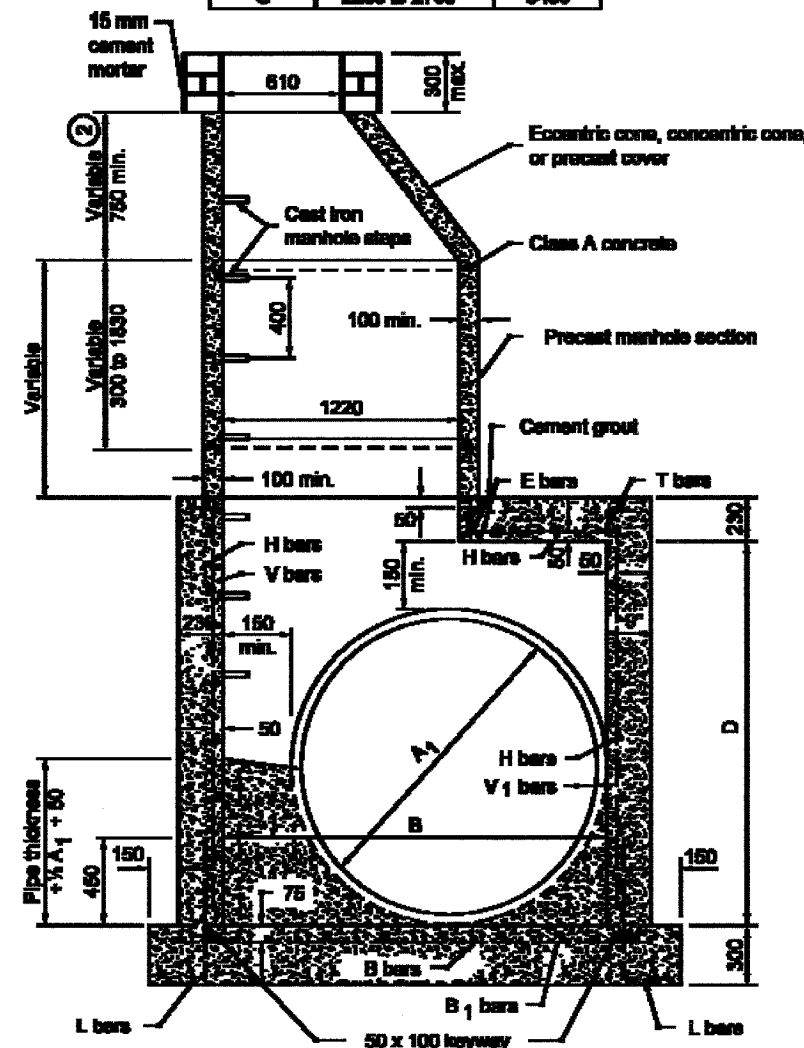 15 mm
cement
mortar
610
300
max.
2
Variable
750 min.
Eccentric cone, concentric cone,
or precast cover
Cast iron
manhole steps
Class A concrete
Variable
Variable
300 to 1830
400
100 min.
Precast manhole section
1220
Cement grout
100 min.
E bars
T bars
50
230
H bars
H bars
50
50
V bars
150
min.
230
150
min.
50
A1
D
H bars
V1 bars
B
Pipe thickness
+ ½ A1 + 50
450
150
150
75
B bars
300
B1 bars
L bars
50 x 100 keyway
L bars